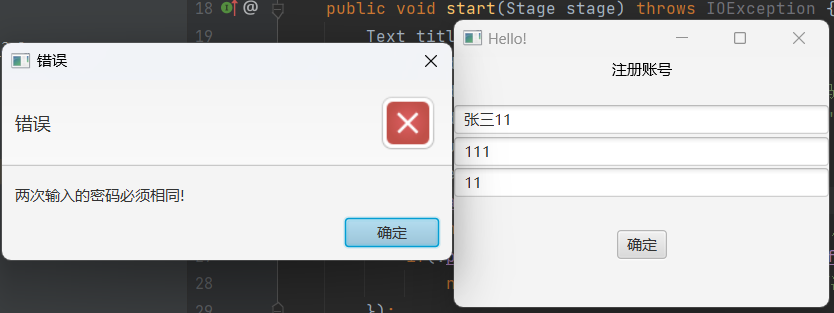 18 @ public void start(Stage stage) throws IOException {
19 Text titl
错误
错误
两次输入的密码必须相同!
确定
Hello!
注册账号
张三11
111
11
确定
28
29 });